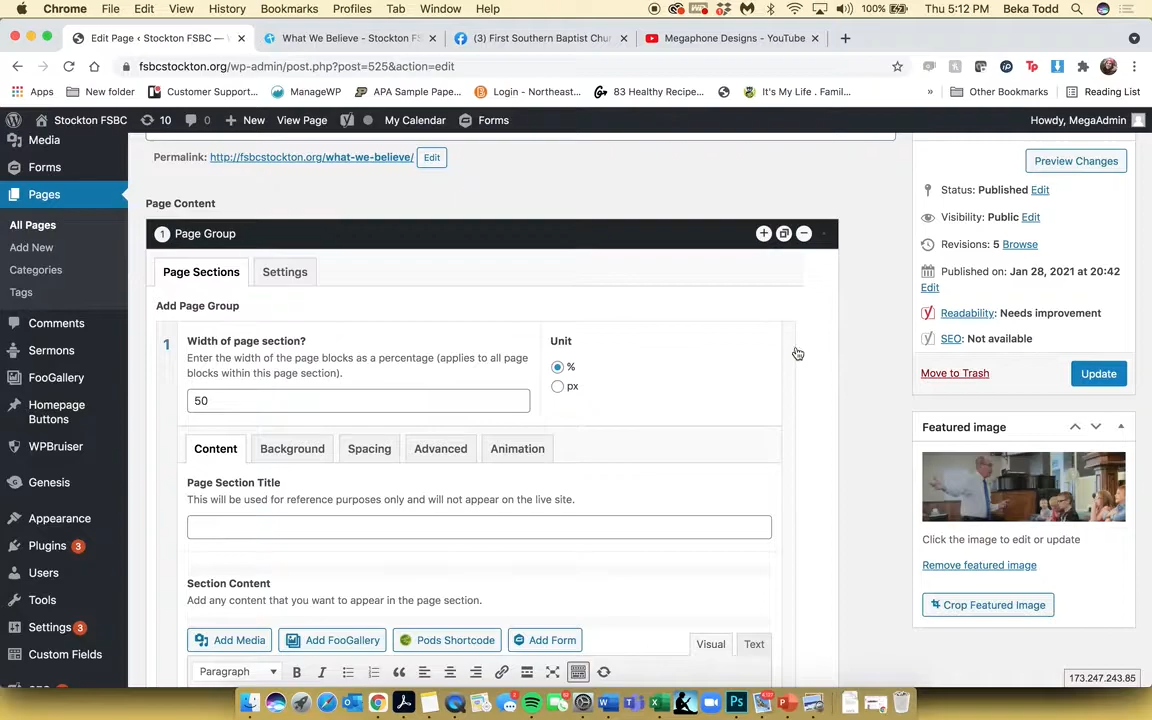 Chrome File Edit View History Bookmarks Profiles Tab Window Help 100% Thu 5:12 PM Beka Todd
Edit Page ‹ Stockton FSBC — What We Believe - Stockton FS (3) First Southern Baptist Chur Megaphone Designs - YouTube
fsbcstockton.org/wp-admin/post.php?post=525&action=edit
Apps New folder Customer Support... ManageWP APA Sample Pape... Login - Northeast... 83 Healthy Recipe... It's My Life . Famil... » Other Bookmarks Reading List
Stockton FSBC 10 0 New View Page My Calendar Forms Howdy, MegaAdmin
Media
Forms
Pages
All Pages
Add New
Categories
Tags
Comments
Sermons
FooGallery
Homepage
Buttons
WPBruiser
Genesis
Appearance
Plugins 3
Users
Tools
Settings 3
Custom Fields
Permalink: http://fsbcstockton.org/what-we-believe/ Edit
Page Content
1 Page Group
Page Sections Settings
Add Page Group
1 Width of page section?
Enter the width of the page blocks as a percentage (applies to all page
blocks within this page section).
50
Unit
%
px
Content Background Spacing Advanced Animation
Page Section Title
This will be used for reference purposes only and will not appear on the live site.
Section Content
Add any content that you want to appear in the page section.
Add Media Add FooGallery Pods Shortcode Add Form Visual Text
Paragraph B I
Preview Changes
Status: Published Edit
Visibility: Public Edit
Revisions: 5 Browse
Published on: Jan 28, 2021 at 20:42
Edit
Readability: Needs improvement
SEO: Not available
Move to Trash Update
Featured image
Click the image to edit or update
Remove featured image
Crop Featured Image
173.247.243.85